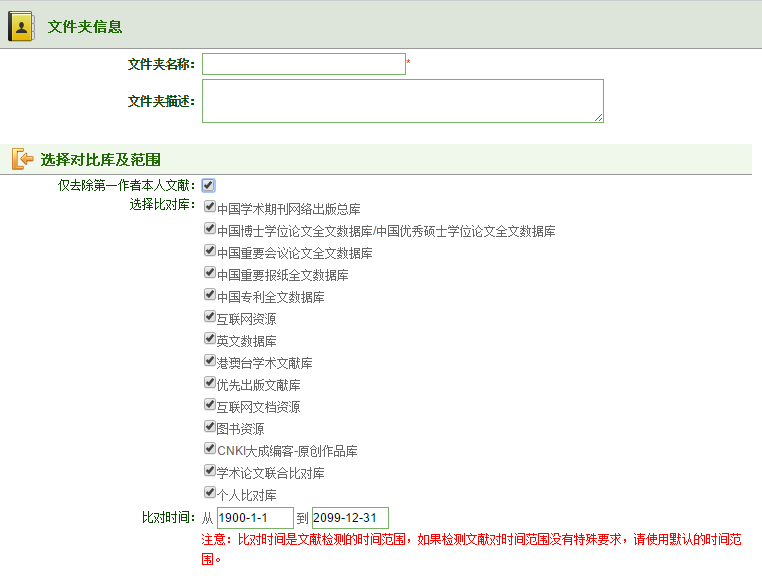 文件夹信息
文件夹名称： *
文件夹描述：
选择对比库及范围
仅去除第一作者本人文献：
选择比对库：
中国学术期刊网络出版总库
中国博士学位论文全文数据库/中国优秀硕士学位论文全文数据库
中国重要会议论文全文数据库
中国重要报纸全文数据库
中国专利全文数据库
互联网资源
英文数据库
港澳台学术文献库
优先出版文献库
互联网文档资源
图书资源
CNKI大成编客-原创作品库
学术论文联合比对库
个人比对库
比对时间： 从 1900-1-1 到 2099-12-31
注意：比对时间是文献检测的时间范围，如果检测文献对时间范围没有特殊要求，请使用默认的时间范
围。